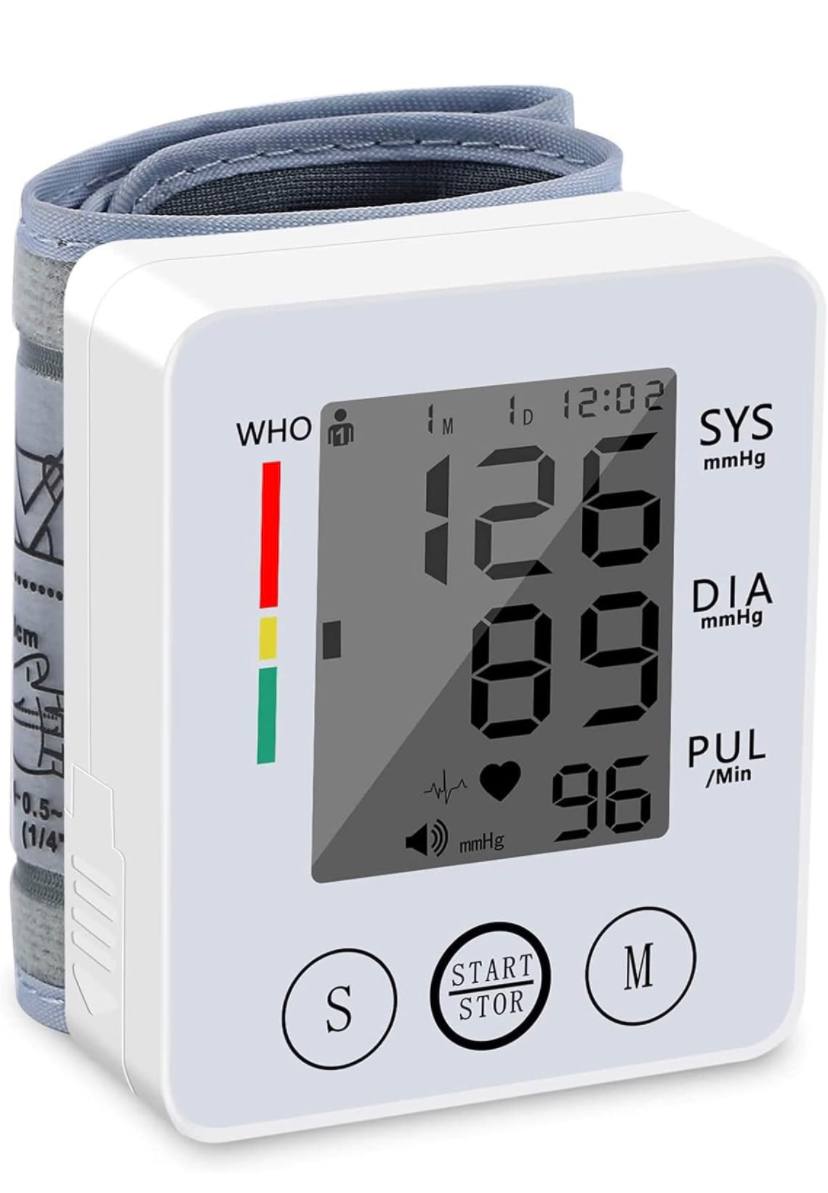 WHO
1
1M 1D 12:02
126
SYS
mmHg
89
DIA
mmHg
96
PUL
/Min
mmHg
cm
0.5~
(1/4"
S
START
STOR
M